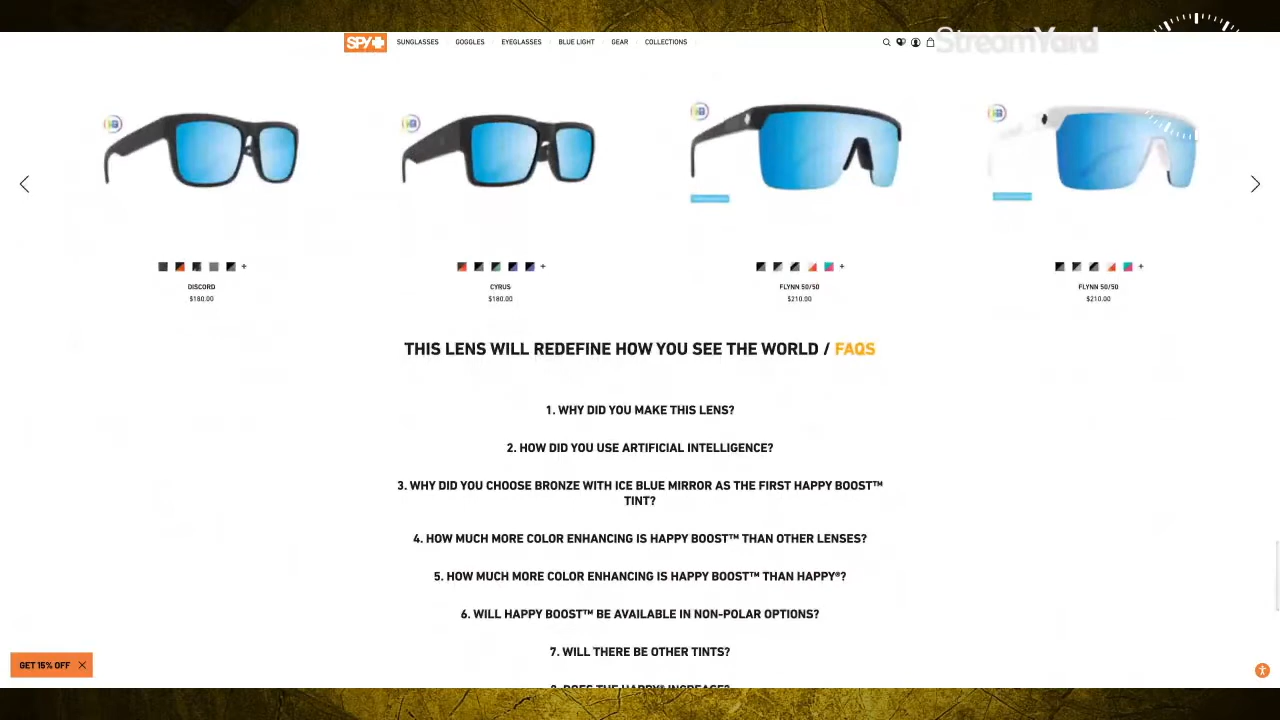 StreamYard
SPY+
SUNGLASSES
GOGGLES
EYEGLASSES
BLUE LIGHT
GEAR
COLLECTIONS
HB
HB
HB
HB
+
+
+
+
DISCORD
CYRUS
FLYNN 50/50
FLYNN 50/50
$180.00
$180.00
$210.00
$210.00
THIS LENS WILL REDEFINE HOW YOU SEE THE WORLD / FAQS
1. WHY DID YOU MAKE THIS LENS?
2. HOW DID YOU USE ARTIFICIAL INTELLIGENCE?
3. WHY DID YOU CHOOSE BRONZE WITH ICE BLUE MIRROR AS THE FIRST HAPPY BOOST™
TINT?
4. HOW MUCH MORE COLOR ENHANCING IS HAPPY BOOST™ THAN OTHER LENSES?
5. HOW MUCH MORE COLOR ENHANCING IS HAPPY BOOST™ THAN HAPPY®?
6. WILL HAPPY BOOST™ BE AVAILABLE IN NON-POLAR OPTIONS?
7. WILL THERE BE OTHER TINTS?
GET 15% OFF